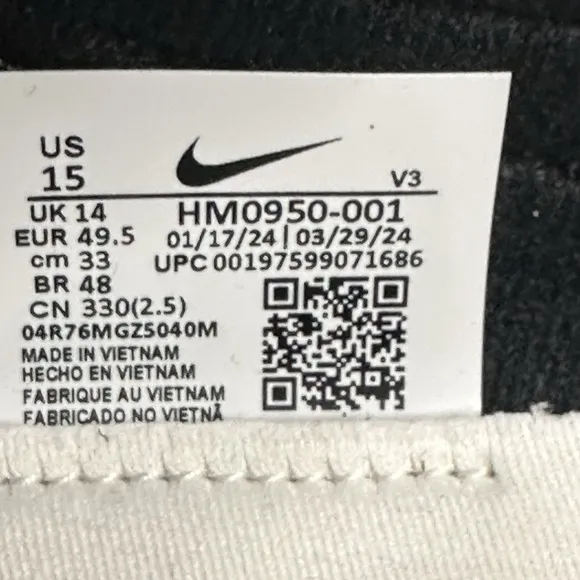 US
15
V3
UK 14
HM0950-001
EUR 49.5
01/17/24 | 03/29/24
cm 33
UPC 00197599071686
BR 48
CN 330(2.5)
04R76MGZ5040M
MADE IN VIETNAM
HECHO EN VIETNAM
FABRIQUE AU VIETNAM
FABRICADO NO VIETNÃ